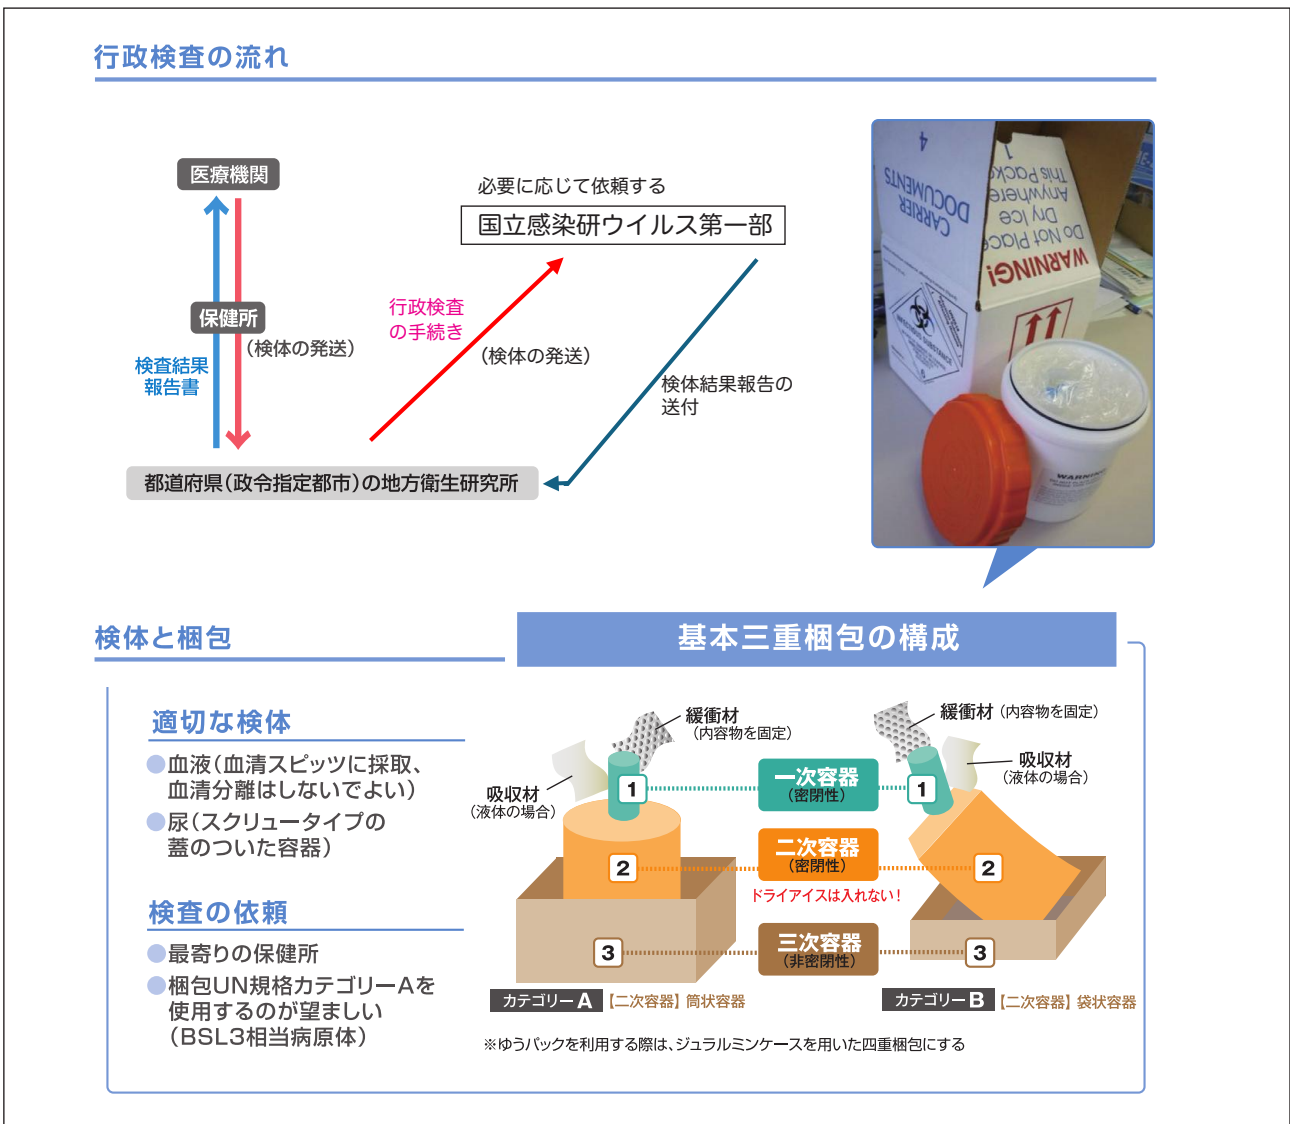 行政検査の流れ
医療機関
保健所
(検体の発送)
検査結果
報告書
必要に応じて依頼する
国立感染研ウイルス第一部
行政検査
の手続き
(検体の発送)
検体結果報告の
送付
都道府県(政令指定都市)の地方衛生研究所
4
CARRIER
DOCUMENTS
WARNING!
Do Not Place
Dry Ice
Anywhere
This Pack
1
INFECTIOUS SUBSTANCE
WARNING
検体と梱包
基本三重梱包の構成
適切な検体
●血液(血清スピッツに採取、
血清分離はしないでよい)
●尿(スクリュータイプの
蓋のついた容器)
検査の依頼
●最寄りの保健所
●梱包UN規格カテゴリーAを
使用するのが望ましい
(BSL3相当病原体)
緩衝材
(内容物を固定)
吸収材
(液体の場合)
1
2
3
一次容器
(密閉性)
二次容器
(密閉性)
ドライアイスは入れない!
三次容器
(非密閉性)
緩衝材(内容物を固定)
吸収材
(液体の場合)
1
2
3
カテゴリーA【二次容器】筒状容器
カテゴリーB【二次容器】袋状容器
※ゆうパックを利用する際は、ジュラルミンケースを用いた四重梱包にする